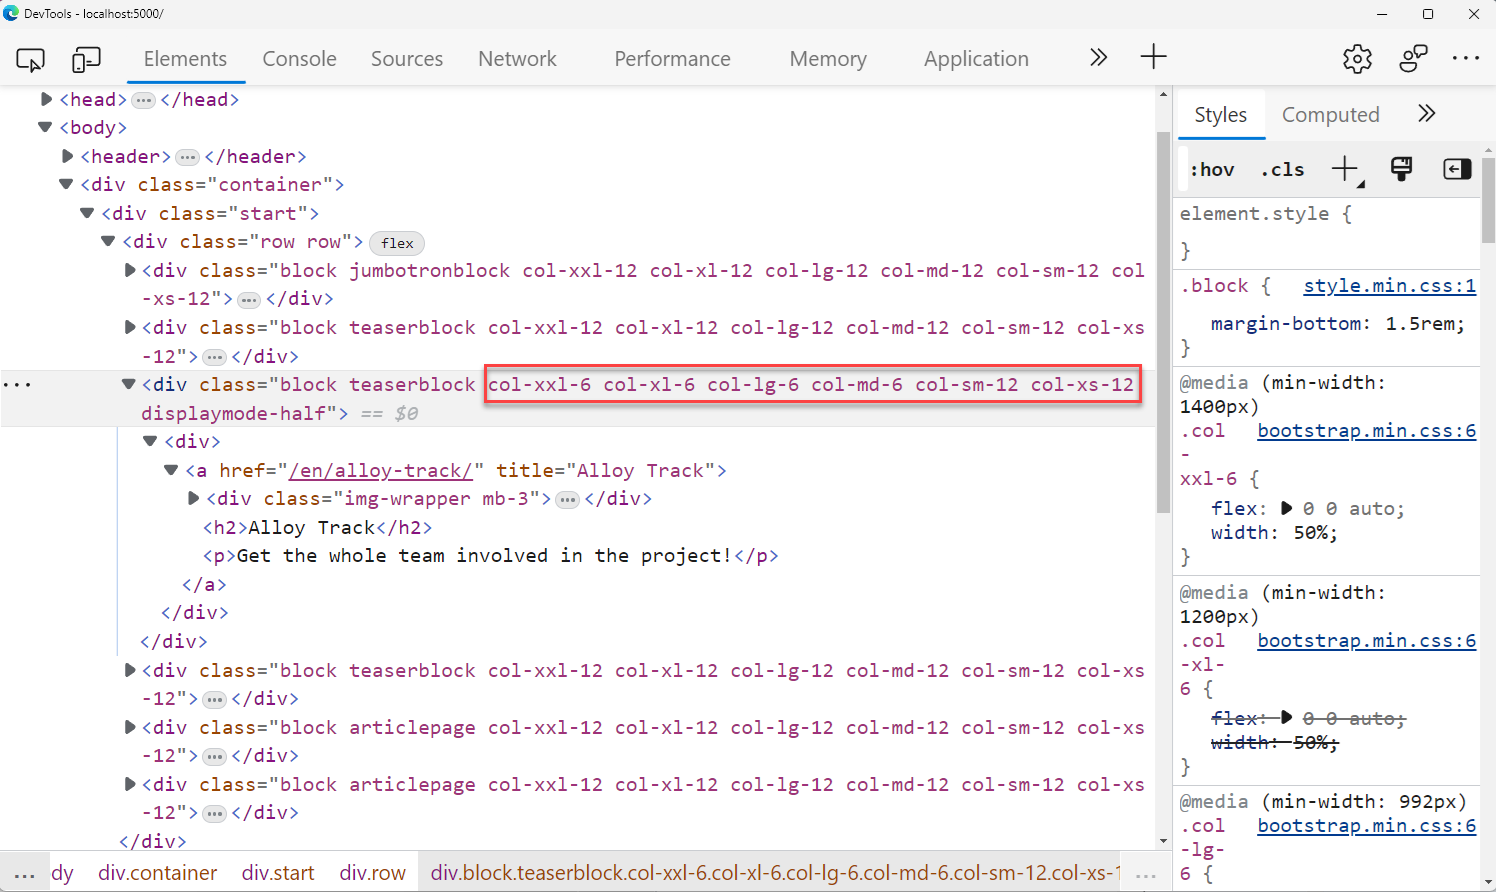 DevTools - localhost:5000/
Elements Console Sources Network Performance Memory Application
<head> ... </head>
<body>
<header> ... </header>
<div class="container">
<div class="start">
<div class="row row"> flex
<div class="block jumbotronblock col-xxl-12 col-xl-12 col-lg-12 col-md-12 col-sm-12 col
-xs-12"> ... </div>
<div class="block teaserblock col-xxl-12 col-xl-12 col-lg-12 col-md-12 col-sm-12 col-xs
-12"> ... </div>
... <div class="block teaserblock col-xxl-6 col-xl-6 col-lg-6 col-md-6 col-sm-12 col-xs-12
displaymode-half"> == $0
<div>
<a href="/en/alloy-track/" title="Alloy Track">
<div class="img-wrapper mb-3"> ... </div>
<h2>Alloy Track</h2>
<p>Get the whole team involved in the project!</p>
</a>
</div>
</div>
<div class="block teaserblock col-xxl-12 col-xl-12 col-lg-12 col-md-12 col-sm-12 col-xs
-12"> ... </div>
<div class="block articlepage col-xxl-12 col-xl-12 col-lg-12 col-md-12 col-sm-12 col-xs
-12"> ... </div>
<div class="block articlepage col-xxl-12 col-xl-12 col-lg-12 col-md-12 col-sm-12 col-xs
-12"> ... </div>
</div>
... dy div.container div.start div.row div.block.teaserblock.col-xxl-6.col-xl-6.col-lg-6.col-md-6.col-sm-12.col-xs-1 ...
Styles Computed
:hov .cls
element.style {
}
.block { style.min.css:1
margin-bottom: 1.5rem;
}
@media (min-width:
1400px)
.col bootstrap.min.css:6
-
xxl-6 {
flex: 0 0 auto;
width: 50%;
}
@media (min-width:
1200px)
.col bootstrap.min.css:6
-xl-
6 {
flex: 0 0 auto;
width: 50%;
}
@media (min-width: 992px)
.col bootstrap.min.css:6
-lg-
6 {